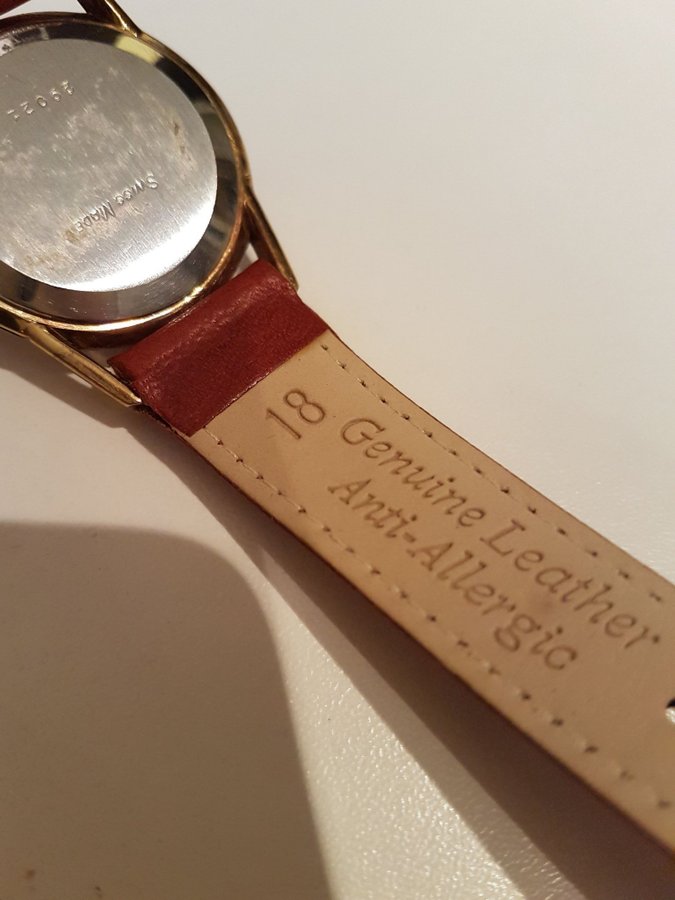 Swiss Made
18
Genuine Leather
Anti-Allergic